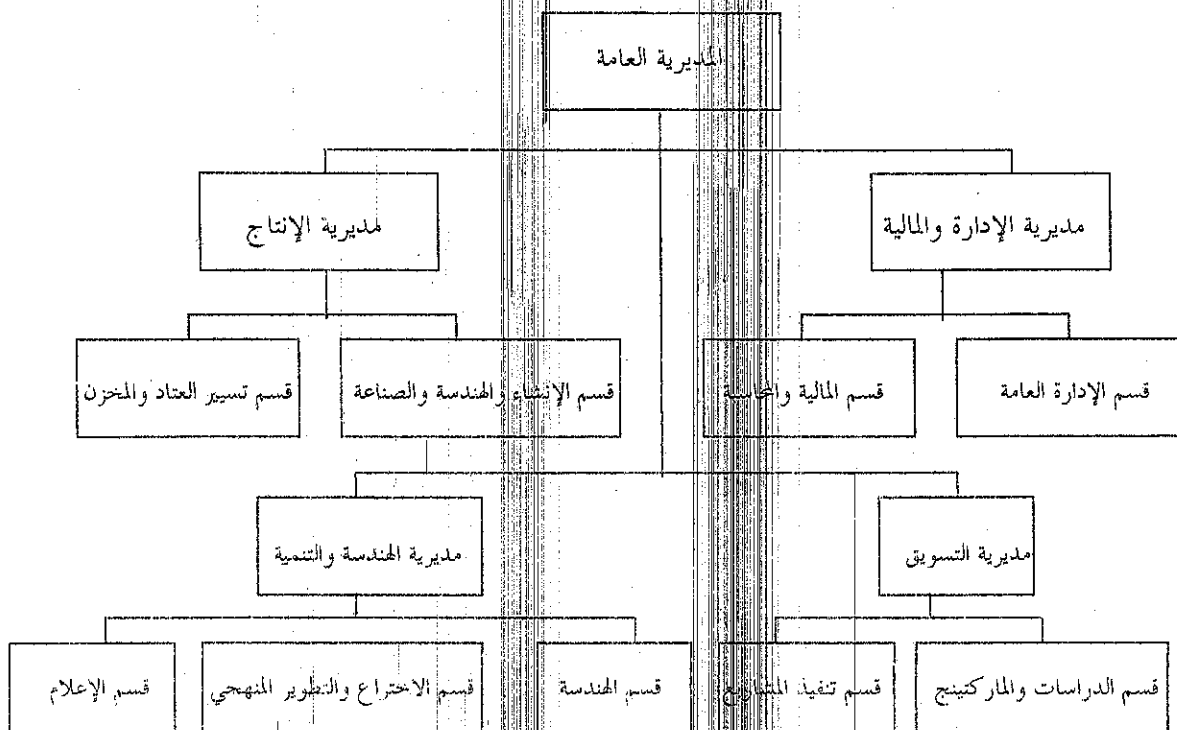 المديرية العامة
مديرية الإدارة والمالية
مديرية الإنتاج
قسم الإدارة العامة
قسم المالية والمحاسبة
قسم الإنشاء والهندسة والصناعة
قسم تسيير العتاد والمخزن
مديرية التسويق
مديرية الهندسة والتنمية
قسم الدراسات والماركتينج
قسم تنفيذ المشاريع
قسم الهندسة
قسم الاختراع والتطوير المنهجي
قسم الإعلام